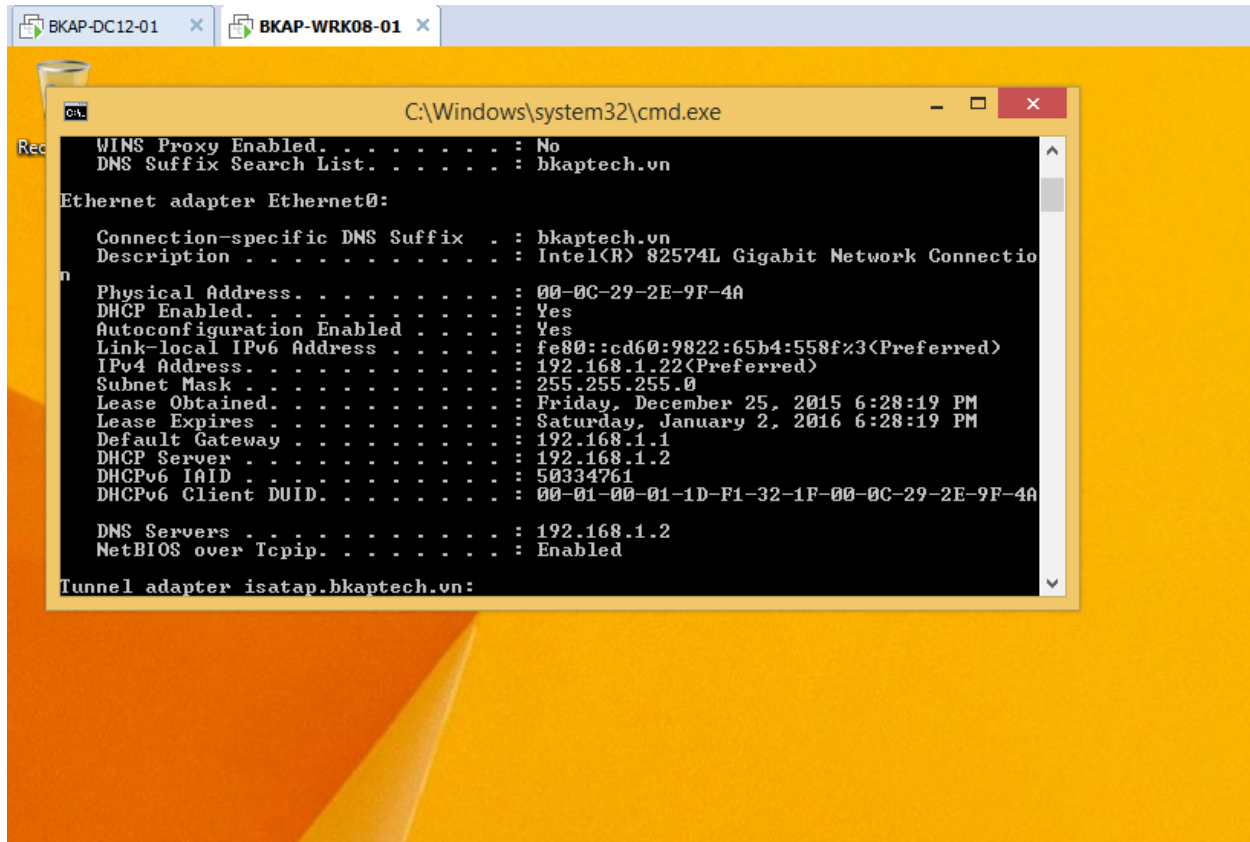 BKAP-DC12-01 BKAP-WRK08-01
C:\Windows\system32\cmd.exe
Rec
WINS Proxy Enabled. . . . . . . . : No
DNS Suffix Search List. . . . . . : bkaptech.vn
Ethernet adapter Ethernet0:
Connection-specific DNS Suffix  . : bkaptech.vn
Description . . . . . . . . . . . : Intel(R) 82574L Gigabit Network Connectio
n
Physical Address. . . . . . . . . : 00-0C-29-2E-9F-4A
DHCP Enabled. . . . . . . . . . . : Yes
Autoconfiguration Enabled . . . . : Yes
Link-local IPv6 Address . . . . . : fe80::cd60:9822:65b4:558f%3(Preferred)
IPv4 Address. . . . . . . . . . . : 192.168.1.22(Preferred)
Subnet Mask . . . . . . . . . . . : 255.255.255.0
Lease Obtained. . . . . . . . . . : Friday, December 25, 2015 6:28:19 PM
Lease Expires . . . . . . . . . . : Saturday, January 2, 2016 6:28:19 PM
Default Gateway . . . . . . . . . : 192.168.1.1
DHCP Server . . . . . . . . . . . : 192.168.1.2
DHCPv6 IAID . . . . . . . . . . . : 50334761
DHCPv6 Client DUID. . . . . . . . : 00-01-00-01-1D-F1-32-1F-00-0C-29-2E-9F-4A
DNS Servers . . . . . . . . . . . : 192.168.1.2
NetBIOS over Tcpip. . . . . . . . : Enabled
Tunnel adapter isatap.bkaptech.vn: